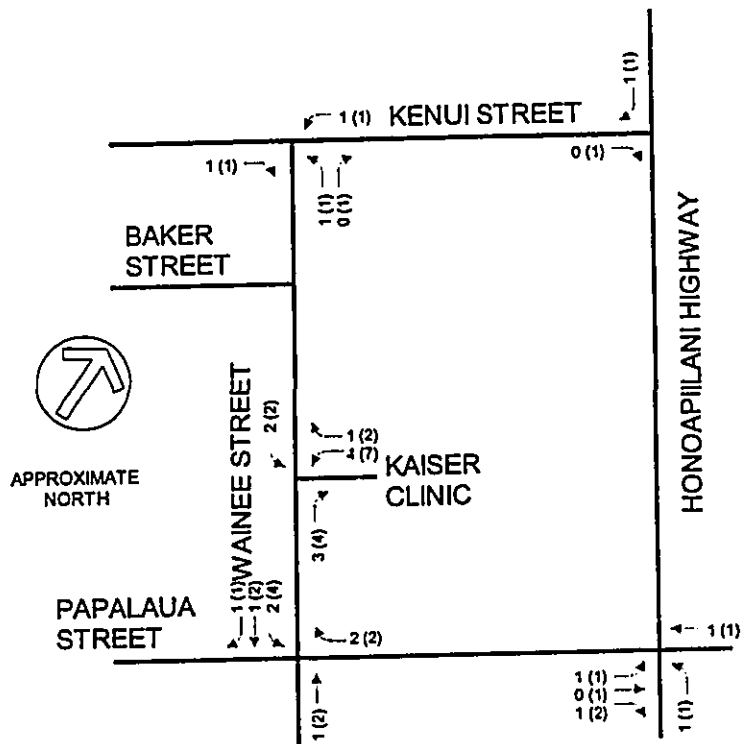 1 (1)
1 (1)
KENUI STREET
1 (1)
0 (1)
1 (1)
0 (1)
BAKER
STREET
HONOAPIILANI HIGHWAY
APPROXIMATE
NORTH
WAINEE STREET
2 (2)
1 (2)
4 (7)
KAISER
CLINIC
3 (4)
PAPALAUA
STREET
1 (1)
1 (2)
2 (4)
2 (2)
1 (1)
1 (2)
1 (1)
0 (1)
1 (2)
1 (1)